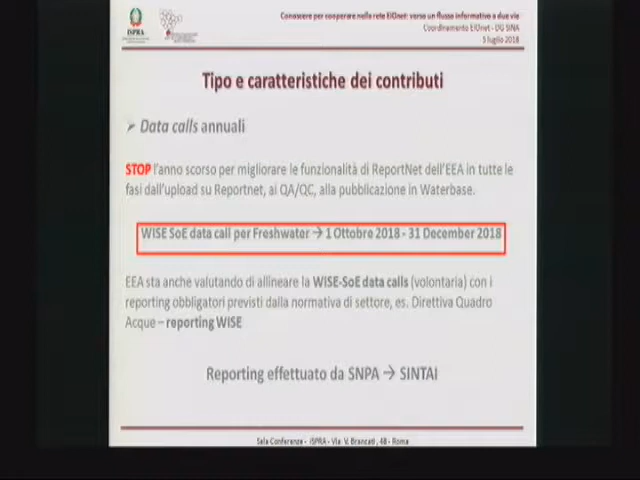 Conoscere per cooperare nella rete EIOnet: verso un flusso informativo a due vie
Coordinamento EIOnet - DG SINA
5 luglio 2018
ISPRA
Tipo e caratteristiche dei contributi
➢ Data calls annuali
STOP l'anno scorso per migliorare le funzionalità di ReportNet dell'EEA in tutte le
fasi dall'upload su Reportnet, ai QA/QC, alla pubblicazione in Waterbase.
WISE SoE data call per Freshwater → 1 Ottobre 2018 - 31 December 2018
EEA sta anche valutando di allineare la WISE-SoE data calls (volontaria) con i
reporting obbligatori previsti dalla normativa di settore, es. Direttiva Quadro
Acque – reporting WISE
Reporting effettuato da SNPA → SINTAI
Sala Conferenze - ISPRA - Via V. Brancati, 48 - Roma